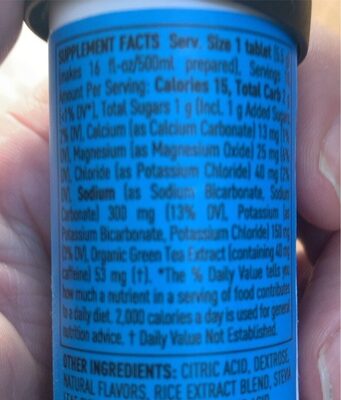 SUPPLEMENT FACTS Serv. Size 1 tablet
(makes 16 fl-oz/500ml prepared), Servings
Amount Per Serving: Calories 15, Total Carb 2 g
(<1% DV*), Total Sugars 1 g (Incl. 1 g Added Sugars
2% DV), Calcium (as Calcium Carbonate) 13 mg (1%
DV), Magnesium (as Magnesium Oxide) 25 mg (6%
DV), Chloride (as Potassium Chloride) 40 mg (2%
DV), Sodium (as Sodium Bicarbonate, Sodium
Carbonate) 300 mg (13% DV), Potassium (as
Potassium Bicarbonate, Potassium Chloride) 150 mg
(2% DV), Organic Green Tea Extract (containing 40 mg
caffeine) 53 mg (†). *The % Daily Value tells you
how much a nutrient in a serving of food contributes
to a daily diet. 2,000 calories a day is used for general
nutrition advice. † Daily Value Not Established.
OTHER INGREDIENTS: CITRIC ACID, DEXTROSE,
NATURAL FLAVORS, RICE EXTRACT BLEND, STEVIA